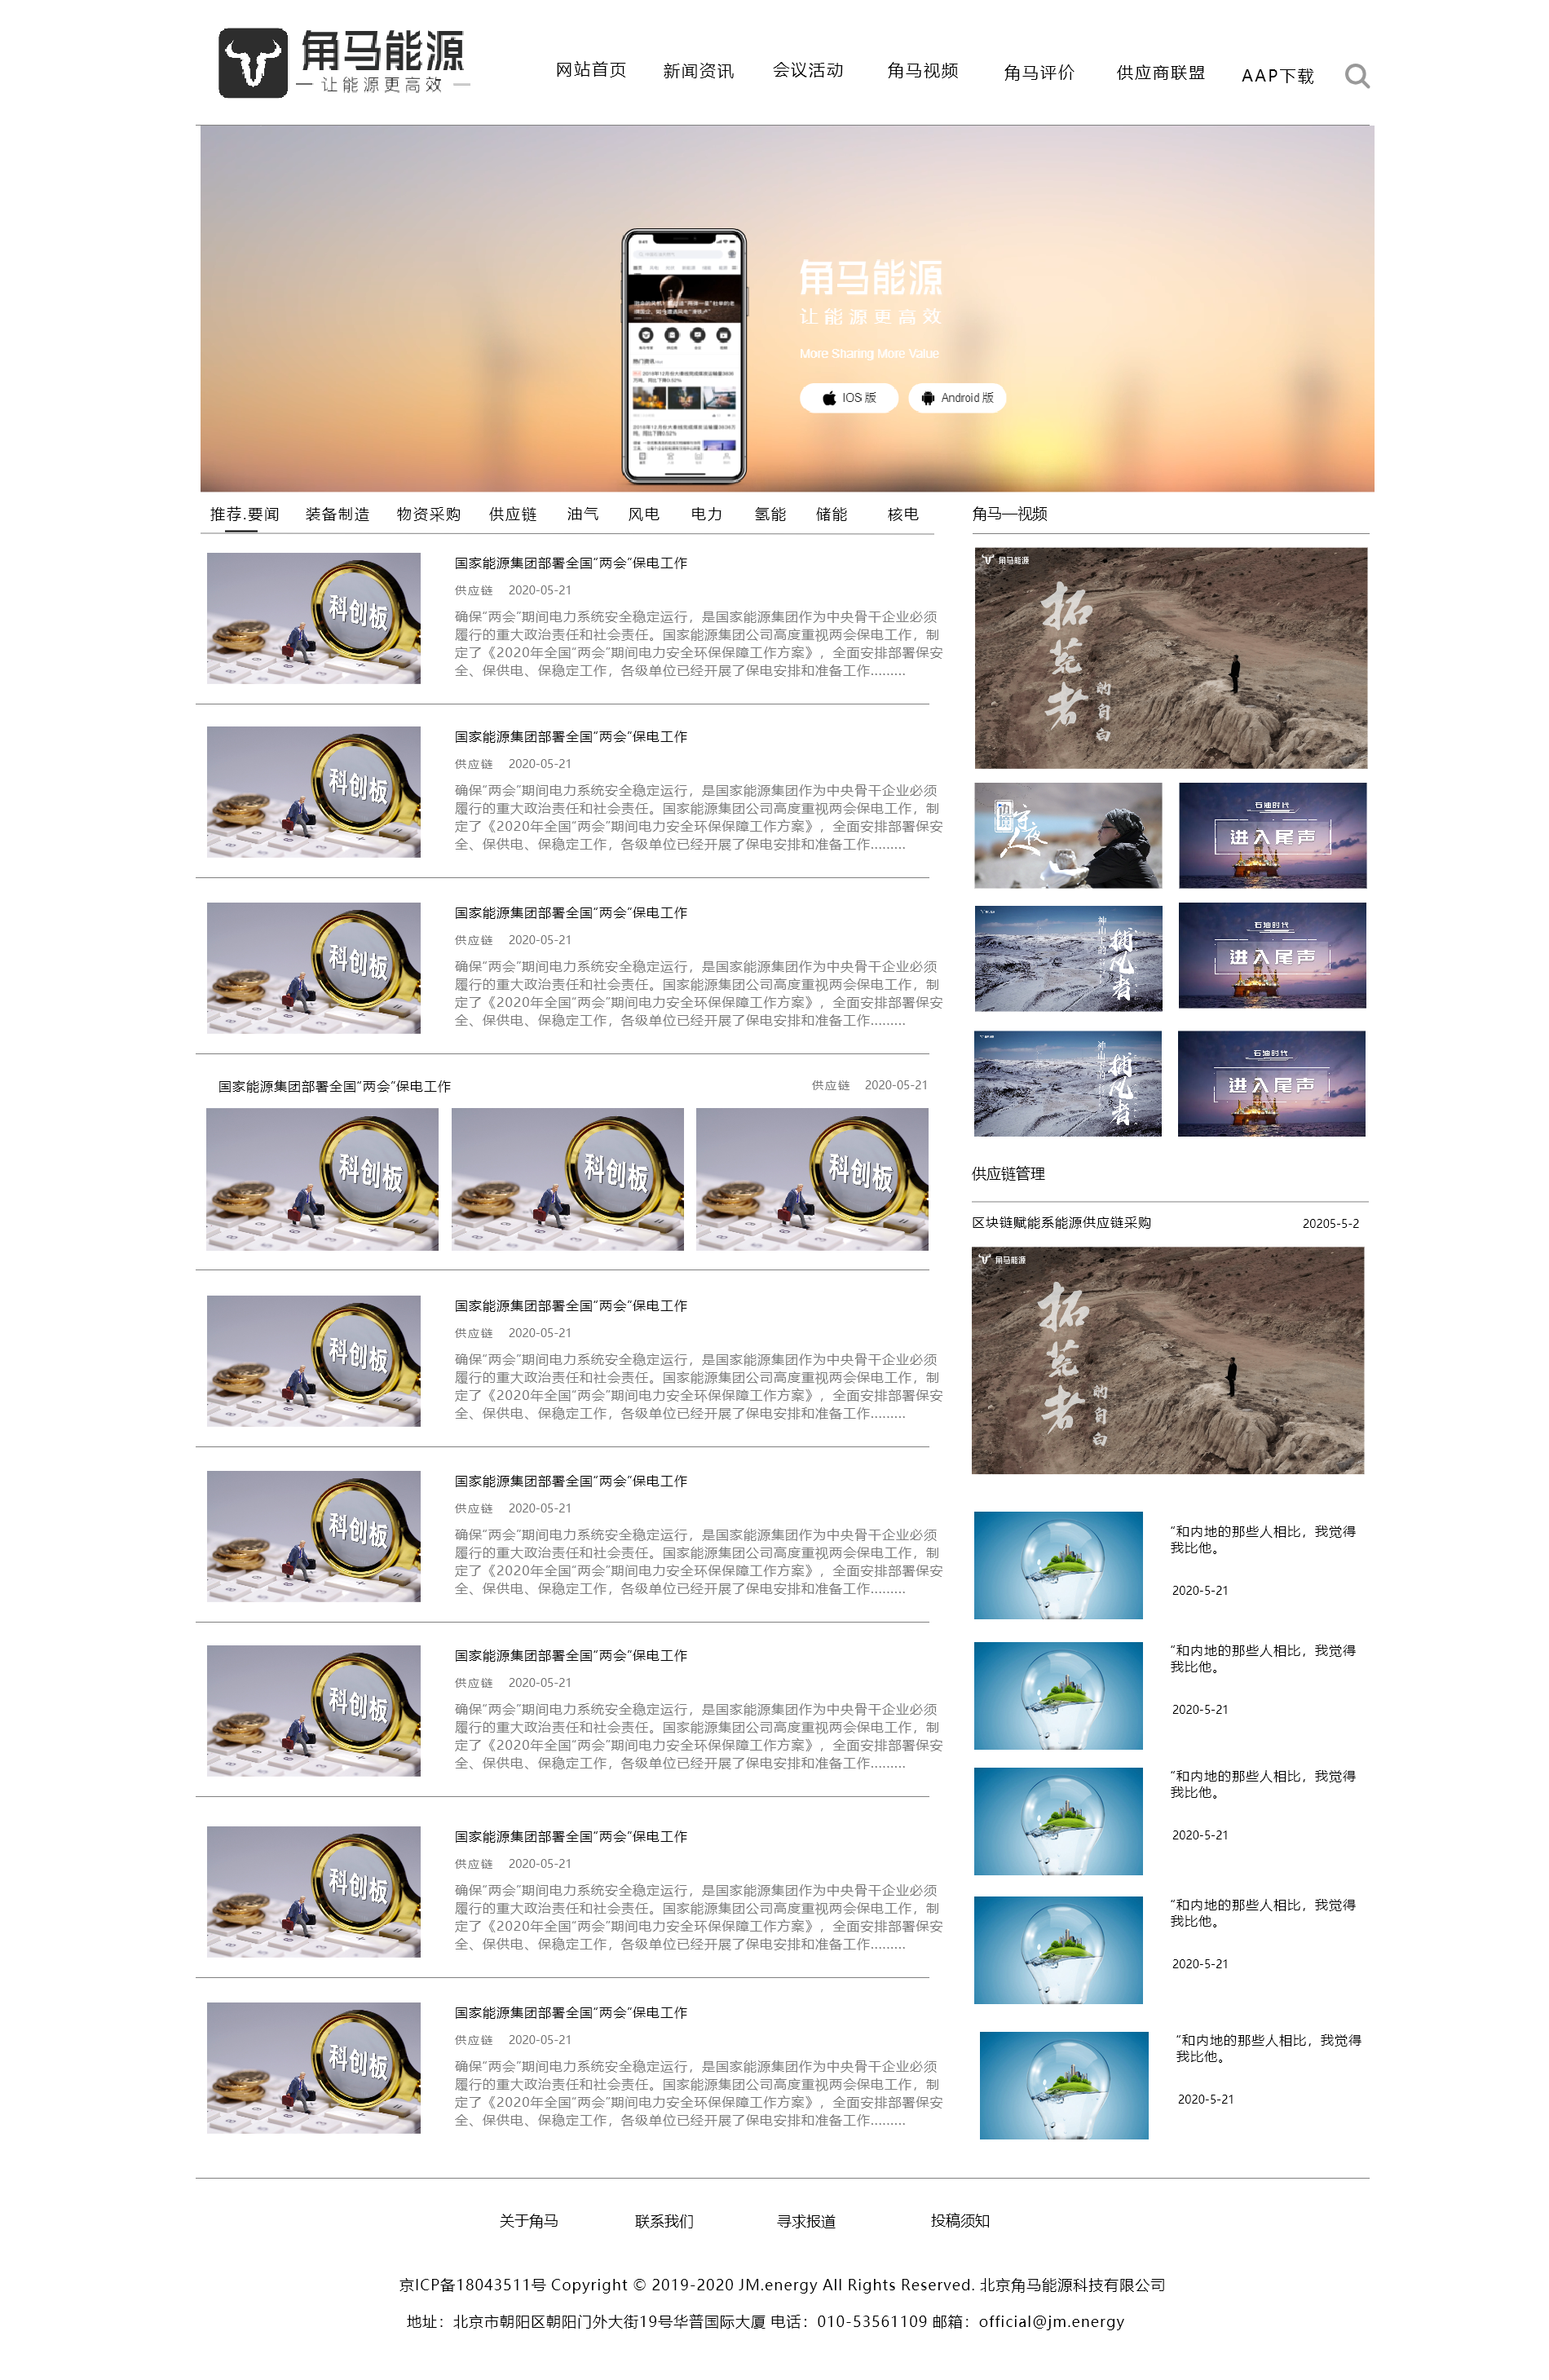 角马能源
让能源更高效
网站首页 新闻资讯 会议活动 角马视频 角马评价 供应商联盟 AAP下载
角马能源
让能源更高效
More Sharing More Value
IOS 版 Android 版
推荐.要闻 装备制造 物资采购 供应链 油气 风电 电力 氢能 储能 核电
科创板
国家能源集团部署全国“两会”保电工作
供应链 2020-05-21
确保“两会”期间电力系统安全稳定运行，是国家能源集团作为中央骨干企业必须
履行的重大政治责任和社会责任。国家能源集团公司高度重视两会保电工作，制
定了《2020年全国“两会”期间电力安全环保保障工作方案》，全面安排部署保安
全、保供电、保稳定工作，各级单位已经开展了保电安排和准备工作.........
科创板
国家能源集团部署全国“两会”保电工作
供应链 2020-05-21
确保“两会”期间电力系统安全稳定运行，是国家能源集团作为中央骨干企业必须
履行的重大政治责任和社会责任。国家能源集团公司高度重视两会保电工作，制
定了《2020年全国“两会”期间电力安全环保保障工作方案》，全面安排部署保安
全、保供电、保稳定工作，各级单位已经开展了保电安排和准备工作.........
科创板
国家能源集团部署全国“两会”保电工作
供应链 2020-05-21
确保“两会”期间电力系统安全稳定运行，是国家能源集团作为中央骨干企业必须
履行的重大政治责任和社会责任。国家能源集团公司高度重视两会保电工作，制
定了《2020年全国“两会”期间电力安全环保保障工作方案》，全面安排部署保安
全、保供电、保稳定工作，各级单位已经开展了保电安排和准备工作.........
国家能源集团部署全国“两会”保电工作 供应链 2020-05-21
科创板 科创板 科创板
科创板
国家能源集团部署全国“两会”保电工作
供应链 2020-05-21
确保“两会”期间电力系统安全稳定运行，是国家能源集团作为中央骨干企业必须
履行的重大政治责任和社会责任。国家能源集团公司高度重视两会保电工作，制
定了《2020年全国“两会”期间电力安全环保保障工作方案》，全面安排部署保安
全、保供电、保稳定工作，各级单位已经开展了保电安排和准备工作.........
科创板
国家能源集团部署全国“两会”保电工作
供应链 2020-05-21
确保“两会”期间电力系统安全稳定运行，是国家能源集团作为中央骨干企业必须
履行的重大政治责任和社会责任。国家能源集团公司高度重视两会保电工作，制
定了《2020年全国“两会”期间电力安全环保保障工作方案》，全面安排部署保安
全、保供电、保稳定工作，各级单位已经开展了保电安排和准备工作.........
科创板
国家能源集团部署全国“两会”保电工作
供应链 2020-05-21
确保“两会”期间电力系统安全稳定运行，是国家能源集团作为中央骨干企业必须
履行的重大政治责任和社会责任。国家能源集团公司高度重视两会保电工作，制
定了《2020年全国“两会”期间电力安全环保保障工作方案》，全面安排部署保安
全、保供电、保稳定工作，各级单位已经开展了保电安排和准备工作.........
科创板
国家能源集团部署全国“两会”保电工作
供应链 2020-05-21
确保“两会”期间电力系统安全稳定运行，是国家能源集团作为中央骨干企业必须
履行的重大政治责任和社会责任。国家能源集团公司高度重视两会保电工作，制
定了《2020年全国“两会”期间电力安全环保保障工作方案》，全面安排部署保安
全、保供电、保稳定工作，各级单位已经开展了保电安排和准备工作.........
科创板
国家能源集团部署全国“两会”保电工作
供应链 2020-05-21
确保“两会”期间电力系统安全稳定运行，是国家能源集团作为中央骨干企业必须
履行的重大政治责任和社会责任。国家能源集团公司高度重视两会保电工作，制
定了《2020年全国“两会”期间电力安全环保保障工作方案》，全面安排部署保安
全、保供电、保稳定工作，各级单位已经开展了保电安排和准备工作.........
角马—视频
角马能源
拓荒者
的自白
守夜人
石油时代
进入尾声
神山下的
捕风者
石油时代
进入尾声
神山下的
捕风者
石油时代
进入尾声
供应链管理
区块链赋能系能源供应链采购 20205-5-2
角马能源
拓荒者
的自白
“和内地的那些人相比，我觉得
我比他。
2020-5-21
“和内地的那些人相比，我觉得
我比他。
2020-5-21
“和内地的那些人相比，我觉得
我比他。
2020-5-21
“和内地的那些人相比，我觉得
我比他。
2020-5-21
“和内地的那些人相比，我觉得
我比他。
2020-5-21
关于角马 联系我们 寻求报道 投稿须知
京ICP备18043511号 Copyright © 2019-2020 JM.energy All Rights Reserved. 北京角马能源科技有限公司
地址：北京市朝阳区朝阳门外大街19号华普国际大厦 电话：010-53561109 邮箱：official@jm.energy